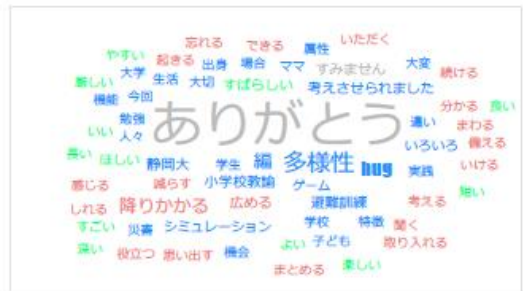 忘れる できる 属性 いただく
やすい 起きる 出身 場合 ママ すみません 大変 続ける
厳しい 大学 生活 大切 すばらしい 考えさせられました
機能 今回 分かる 良い
勉強 ありがとう 違い まわる
いい 人々 いろいろ 備える
長い ほしい 静岡大 学生 編 多様性 hug 実践 いける
感じる 減らす 小学校教諭 ゲーム 短い
しれる 降りかかる 広める 避難訓練 考える
すごい 災害 シミュレーション 学校 特徴 聞く
深い 役立つ 思い出す 機会 よい 子ども 取り入れる
まとめる 楽しい